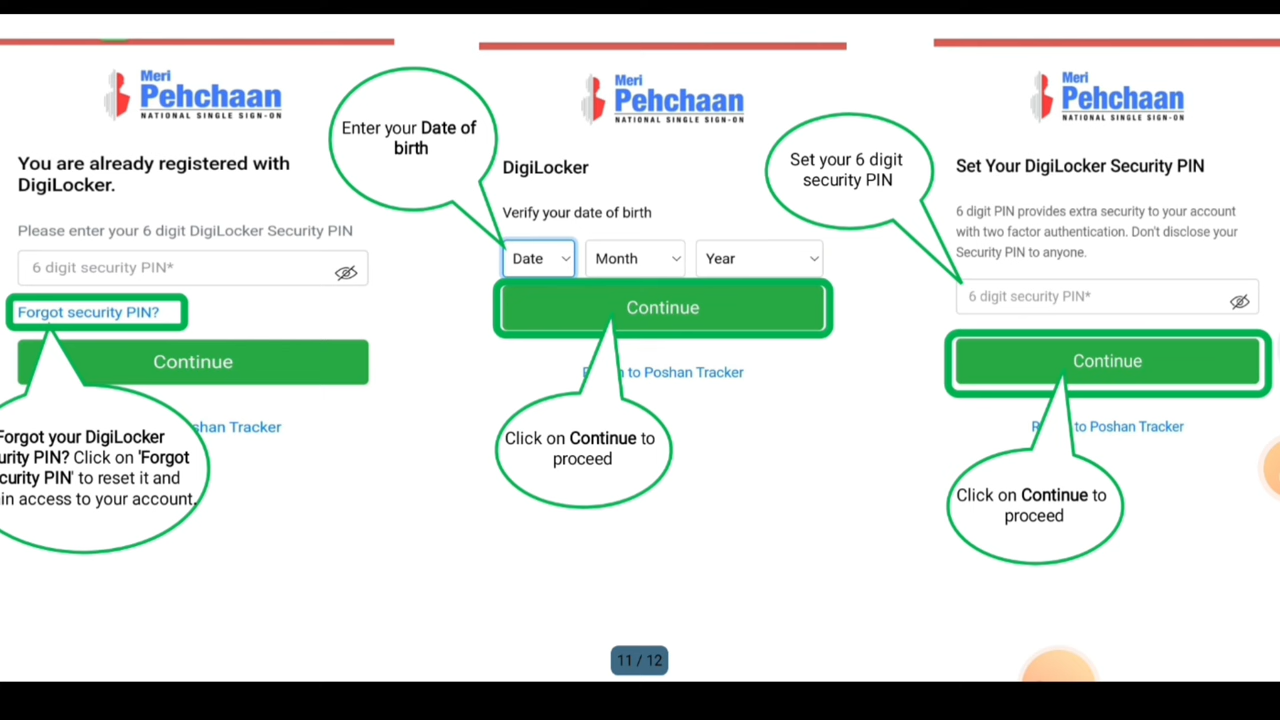 Meri
Pehchaan
NATIONAL SINGLE SIGN-ON
You are already registered with
DigiLocker.
Please enter your 6 digit DigiLocker Security PIN
6 digit security PIN*
Forgot security PIN?
Continue
shan Tracker
Forgot your DigiLocker
urity PIN? Click on 'Forgot
curity PIN' to reset it and
in access to your account.
Enter your Date of
birth
Meri
Pehchaan
NATIONAL SINGLE SIGN-ON
DigiLocker
Verify your date of birth
Date Month Year
Continue
to Poshan Tracker
Click on Continue to
proceed
Set your 6 digit
security PIN
Meri
Pehchaan
NATIONAL SINGLE SIGN-ON
Set Your DigiLocker Security PIN
6 digit PIN provides extra security to your account
with two factor authentication. Don't disclose your
Security PIN to anyone.
6 digit security PIN*
Continue
to Poshan Tracker
Click on Continue to
proceed
11 / 12